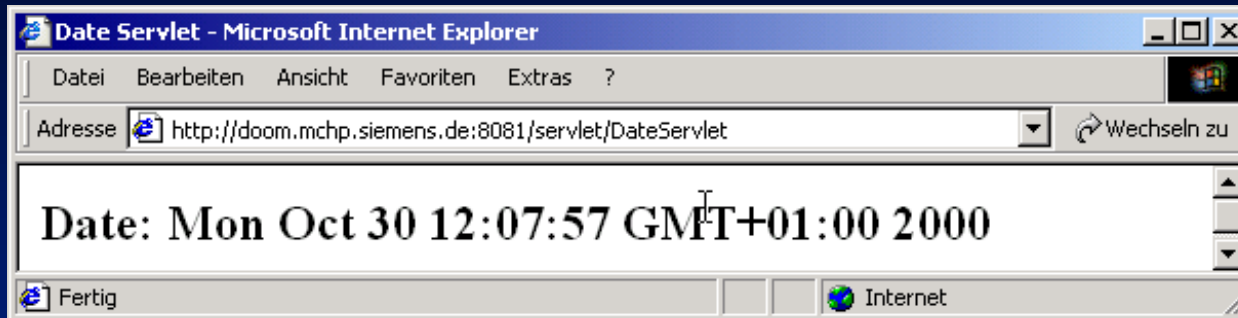 Date Servlet - Microsoft Internet Explorer
Datei Bearbeiten Ansicht Favoriten Extras ?
Adresse http://doom.mchp.siemens.de:8081/servlet/DateServlet Wechseln zu
Date: Mon Oct 30 12:07:57 GMT+01:00 2000
Fertig Internet